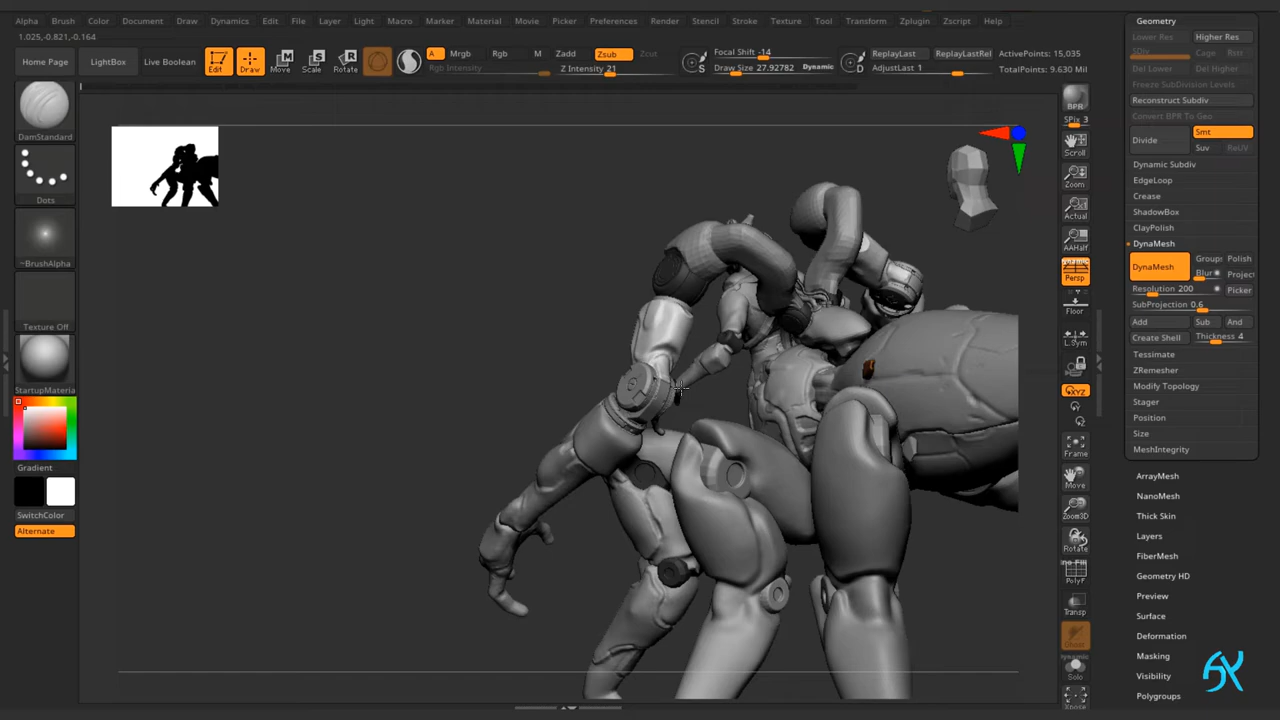 Alpha Brush Color Document Draw Dynamics Edit File Layer Light Macro Marker Material Movie Picker Preferences Render Stencil Stroke Texture Tool Transform Zplugin Zscript Help
1.025,-0.821,-0.164
Home Page LightBox Live Boolean Edit Draw Move Scale Rotate
A Mrgb Rgb M Zadd Zsub Zcut
Rgb Intensity Z Intensity 21
Focal Shift -14
Draw Size 27.92782 Dynamic
S
D
ReplayLast ReplayLastRel
AdjustLast 1
ActivePoints: 15,035
TotalPoints: 9.630 Mil
DamStandard
Dots
~BrushAlpha
Texture Off
StartupMateria
Gradient
SwitchColor
Alternate
BPR
SPix 3
Scroll
Zoom
Actual
AAHalf
Dynamic
Persp
Floor
L.Sym
XYZ
Frame
Move
Zoom3D
Rotate
PolyF
Transp
Ghost
Dynamic
Solo
Xpose
Geometry
Lower Res Higher Res
SDiv Cage Rstr
Del Lower Del Higher
Freeze SubDivision Levels
Reconstruct Subdiv
Convert BPR To Geo
Divide Smt
Suv ReUV
Dynamic Subdiv
EdgeLoop
Crease
ShadowBox
ClayPolish
DynaMesh
DynaMesh Groups Polish
Blur Projec
Resolution 200 Picker
SubProjection 0.6
Add Sub And
Create Shell Thickness 4
Tessimate
ZRemesher
Modify Topology
Stager
Position
Size
MeshIntegrity
ArrayMesh
NanoMesh
Thick Skin
Layers
FiberMesh
Geometry HD
Preview
Surface
Deformation
Masking
Visibility
Polygroups